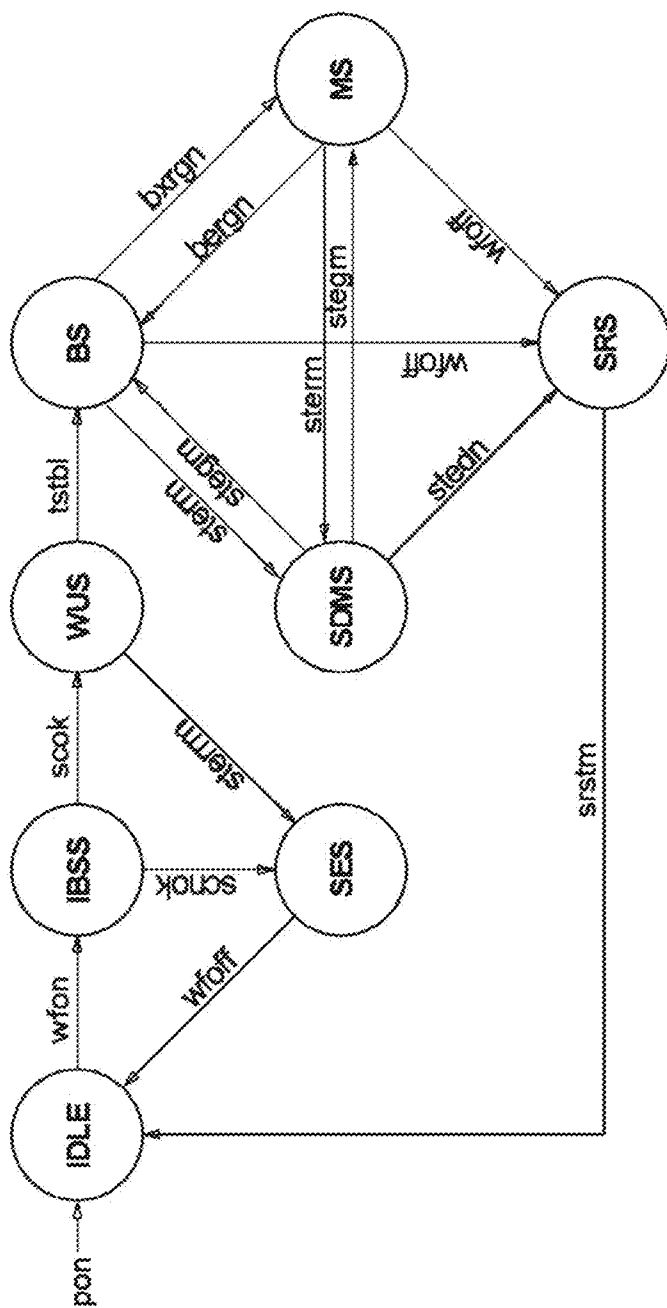 pon
IDLE
wfon
IBSS
scok
WUS
tstbl
BS
bxrgn
MS
bergn
sterm
stegm
sterm
stegm
wfoff
wfoff
scnok
sterrm
SES
wfoff
SDMS
stedn
SRS
srstm